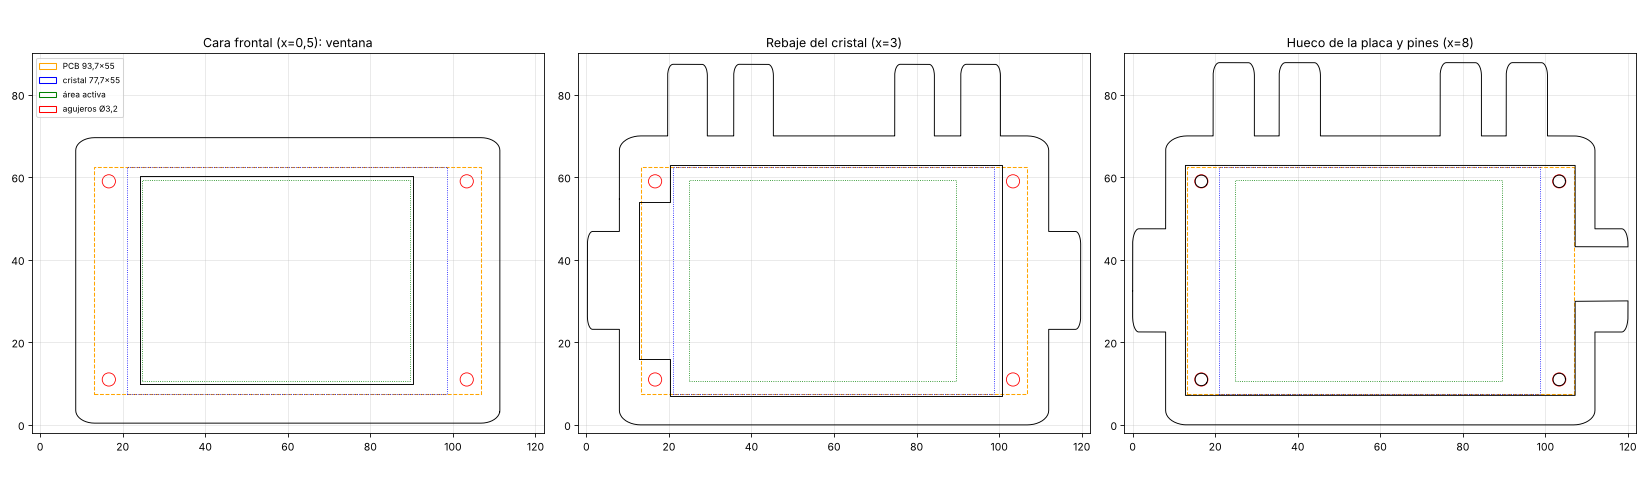 Cara frontal (x=0,5): ventana
PCB 93,7×55
cristal 77,7×55
área activa
agujeros Ø3,2
80
60
40
20
0
0 20 40 60 80 100 120
Rebaje del cristal (x=3)
80
60
40
20
0
0 20 40 60 80 100 120
Hueco de la placa y pines (x=8)
80
60
40
20
0
0 20 40 60 80 100 120